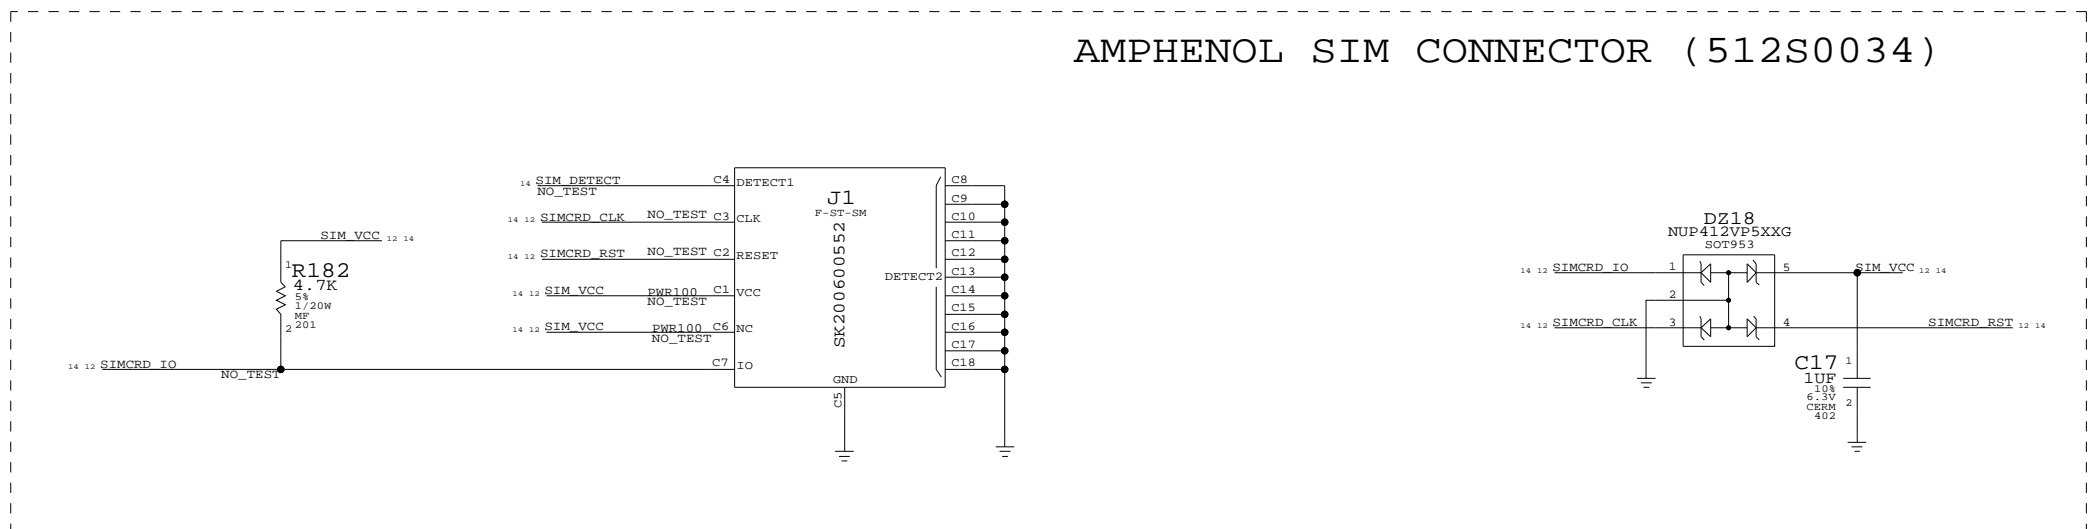 AMPHENOL SIM CONNECTOR (512S0034)
14 SIM_DETECT
NO_TEST
C4 DETECT1
14 12 SIMCRD_CLK NO_TEST C3 CLK
14 12 SIMCRD_RST NO_TEST C2 RESET
14 12 SIM_VCC PWR100 C1 VCC
NO_TEST
14 12 SIM_VCC PWR100 C6 NC
NO_TEST
14 12 SIMCRD_IO
NO_TEST
C7 IO
SIM_VCC 12 14
1
R182
4.7K
5%
1/20W
MF
201
2
J1
F-ST-SM
SK200600552
GND
C5
DETECT2
C8
C9
C10
C11
C12
C13
C14
C15
C16
C17
C18
DZ18
NUP412VP5XXG
SOT953
14 12 SIMCRD_IO 1
5 SIM_VCC 12 14
2
14 12 SIMCRD_CLK 3
4 SIMCRD_RST 12 14
C17
1UF
10%
6.3V
CERM
402
1
2